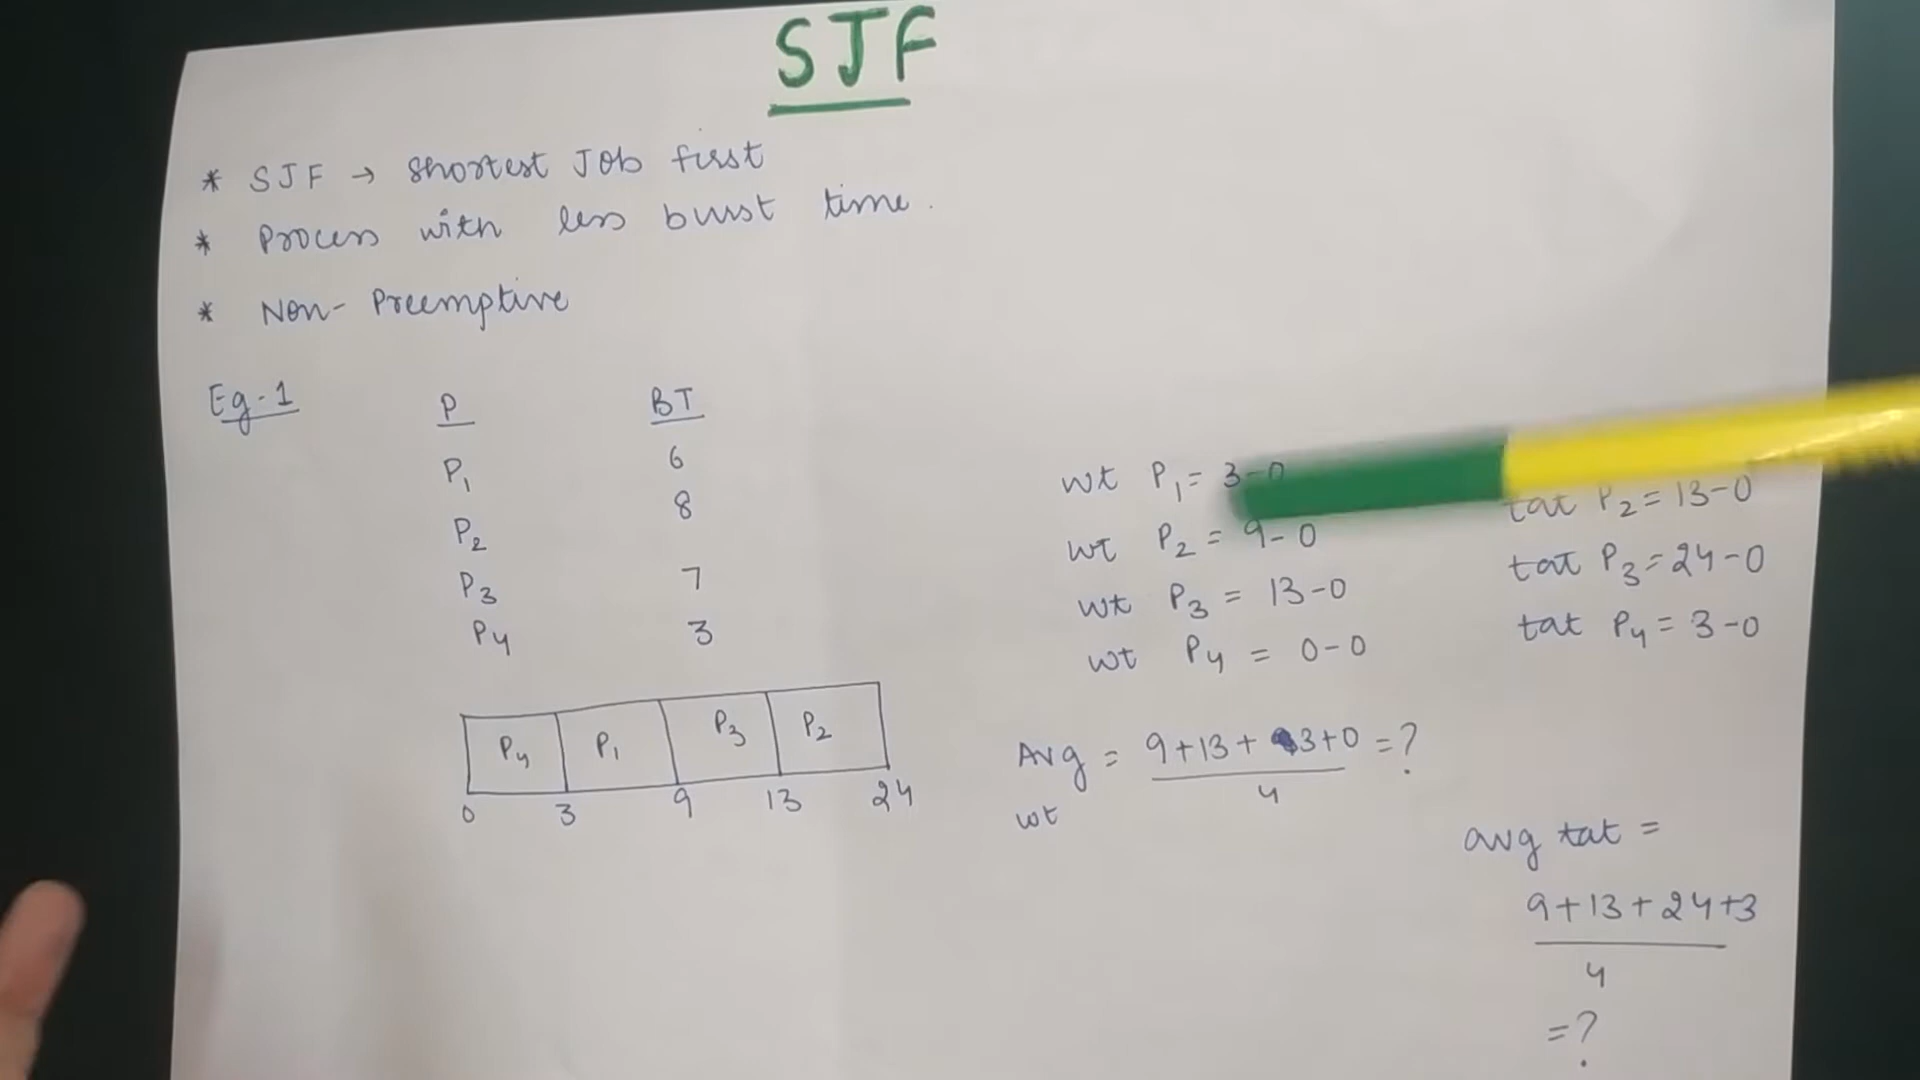 SJF
* SJF → Shortest Job first
* Process with less burst time.
* Non-Preemptive
Eg-1
P BT
P1 6
P2 8
P3 7
P4 3
P4 P1 P3 P2
0 3 9 13 24
wt P1 = 3-0
wt P2 = 9-0
wt P3 = 13-0
wt P4 = 0-0
Avg wt = 9+13+3+0 = ?
4
tat P2 = 13-0
tat P3 = 24-0
tat P4 = 3-0
avg tat =
9+13+24+3
4
= ?